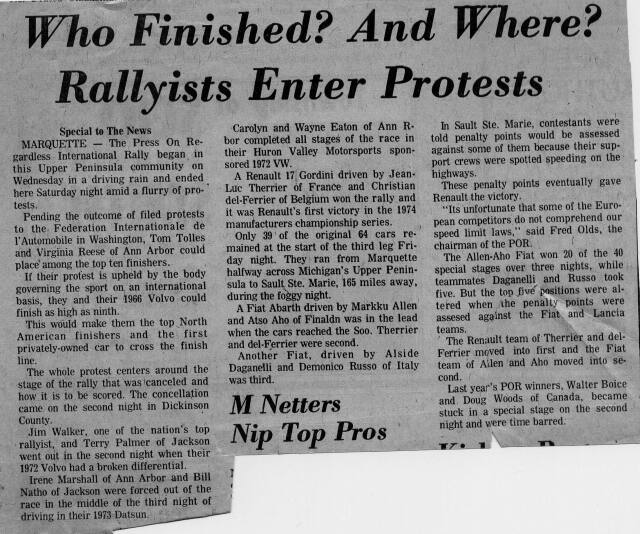 Who Finished? And Where?
Rallyists Enter Protests
Special to The News
MARQUETTE — The Press On Re-
gardless International Rally began in
this Upper Peninsula community on
Wednesday in a driving rain and ended
here Saturday night amid a flurry of pro-
tests.
Pending the outcome of filed protests
to the Federation Internationale de
l'Automobile in Washington, Tom Tolles
and Virginia Reese of Ann Arbor could
place among the top ten finishers.
If their protest is upheld by the body
governing the sport on an international
basis, they and their 1966 Volvo could
finish as high as ninth.
This would make them the top North
American finishers and the first
privately-owned car to cross the finish
line.
The whole protest centers around the
stage of the rally that was canceled and
how it is to be scored. The concellation
came on the second night in Dickinson
County.
Jim Walker, one of the nation's top
rallyist, and Terry Palmer of Jackson
went out in the second night when their
1972 Volvo had a broken differential.
Irene Marshall of Ann Arbor and Bill
Natho of Jackson were forced out of the
race in the middle of the third night of
driving in their 1973 Datsun.
Carolyn and Wayne Eaton of Ann Ar-
bor completed all stages of the race in
their Huron Valley Motorsports spon-
sored 1972 VW.
A Renault 17 Gordini driven by Jean-
Luc Therrier of France and Christian
del-Ferrier of Belgium won the rally and
it was Renault's first victory in the 1974
manufacturers championship series.
Only 39 of the original 64 cars re-
mained at the start of the third leg Fri-
day night. They ran from Marquette
halfway across Michigan's Upper Penin-
sula to Sault Ste. Marie, 165 miles away,
during the foggy night.
A Fiat Abarth driven by Markku Allen
and Atso Aho of Finaldn was in the lead
when the cars reached the Soo. Therrier
and del-Ferrier were second.
Another Fiat, driven by Alside
Daganelli and Demonico Russo of Italy
was third.
M Netters
Nip Top Pros
In Sault Ste. Marie, contestants were
told penalty points would be assessed
against some of them because their sup-
port crews were spotted speeding on the
highways.
These penalty points eventually gave
Renault the victory.
"Its unfortunate that some of the Euro-
pean competitors do not comprehend our
speed limit laws," said Fred Olds, the
chairman of the POR.
The Allen-Aho Fiat won 20 of the 40
special stages over three nights, while
teammates Daganelli and Russo took
five. But the top five positions were al-
tered when the penalty points were
assesed against the Fiat and Lancia
teams.
The Renault team of Therrier and del-
Ferrier moved into first and the Fiat
team of Allen and Aho moved into se-
cond.
Last year's POR winners, Walter Boice
and Doug Woods of Canada, became
stuck in a special stage on the second
night and were time barred.